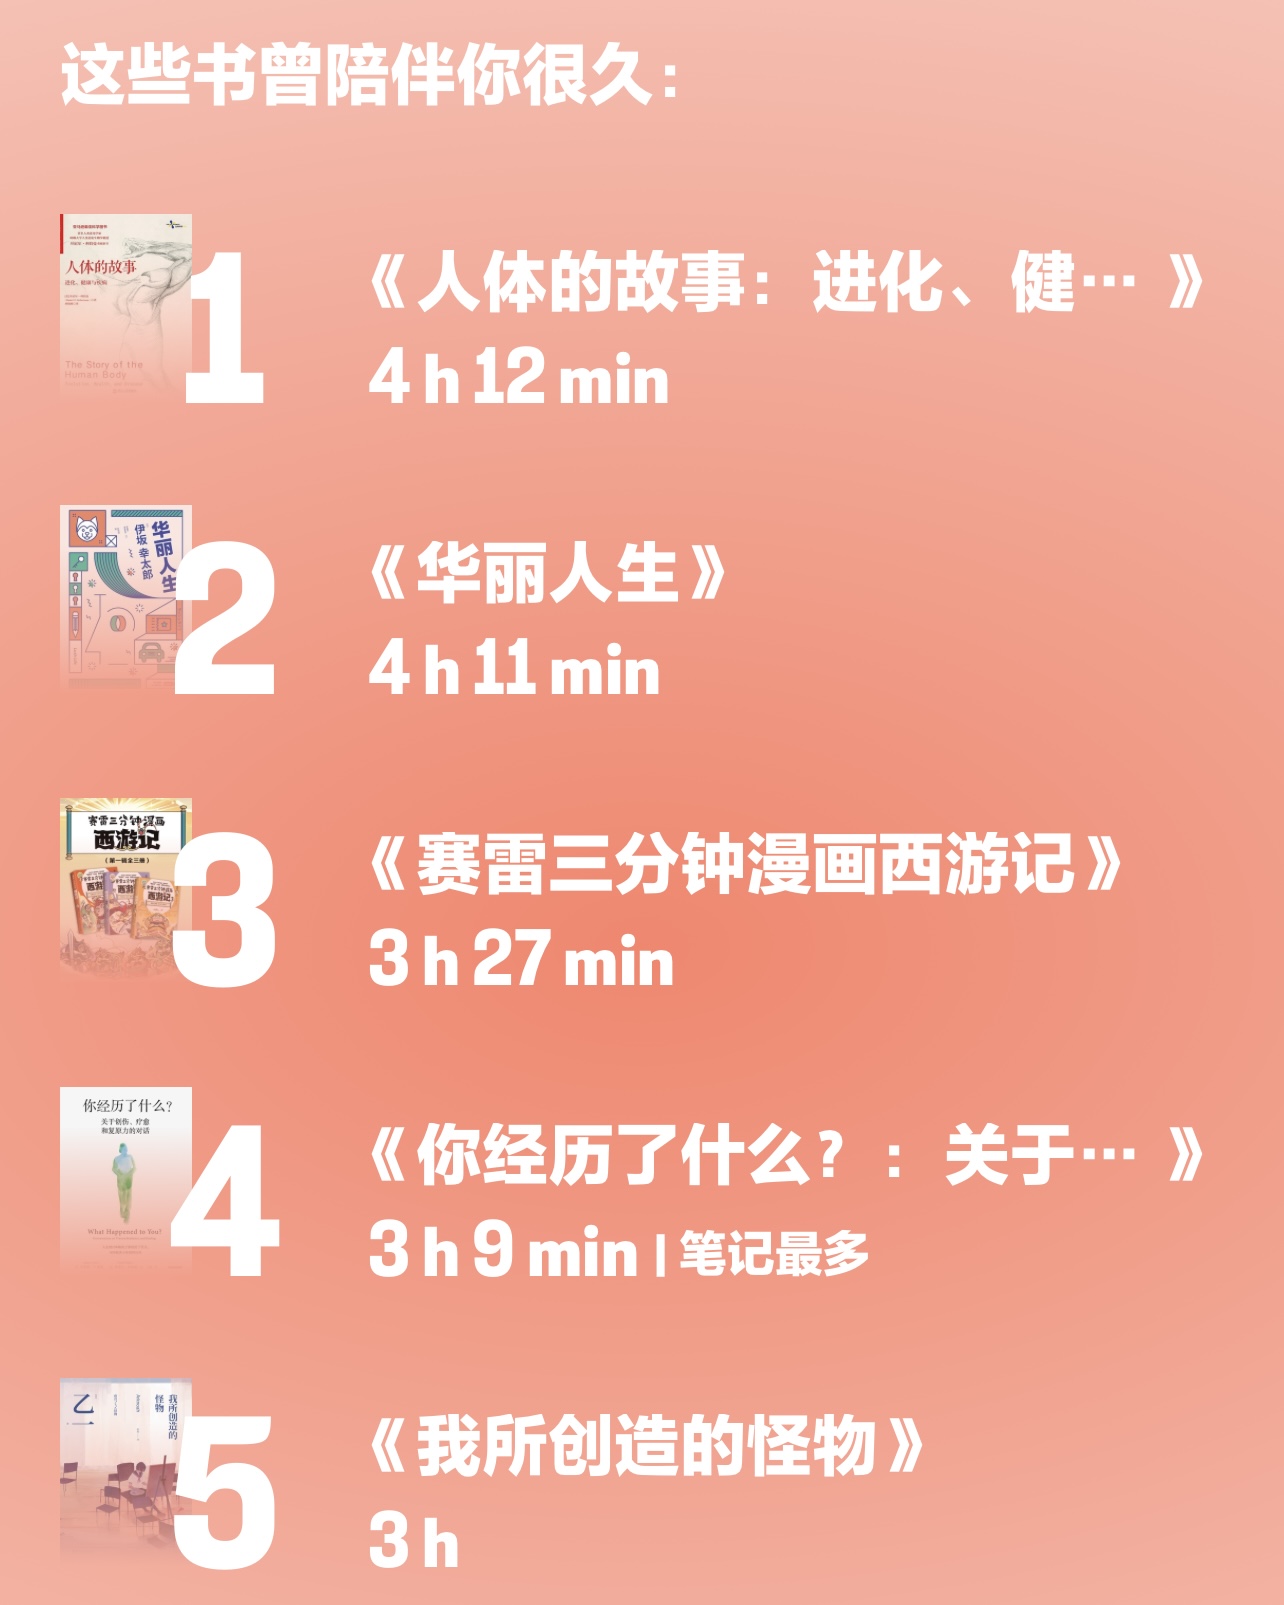 这些书曾陪伴你很久：
人体的故事
进化、健康与疾病
The Story of the
Human Body
1
《人体的故事：进化、健…》
4 h 12 min
华丽人生
伊坂幸太郎
2
《华丽人生》
4 h 11 min
赛雷三分钟漫画
西游记
（第一辑全三册）
3
《赛雷三分钟漫画西游记》
3 h 27 min
你经历了什么？
关于创伤、疗愈
和复原力的对话
What Happened to You?
4
《你经历了什么？：关于…》
3 h 9 min | 笔记最多
我所创造的
怪物
乙一
5
《我所创造的怪物》
3 h